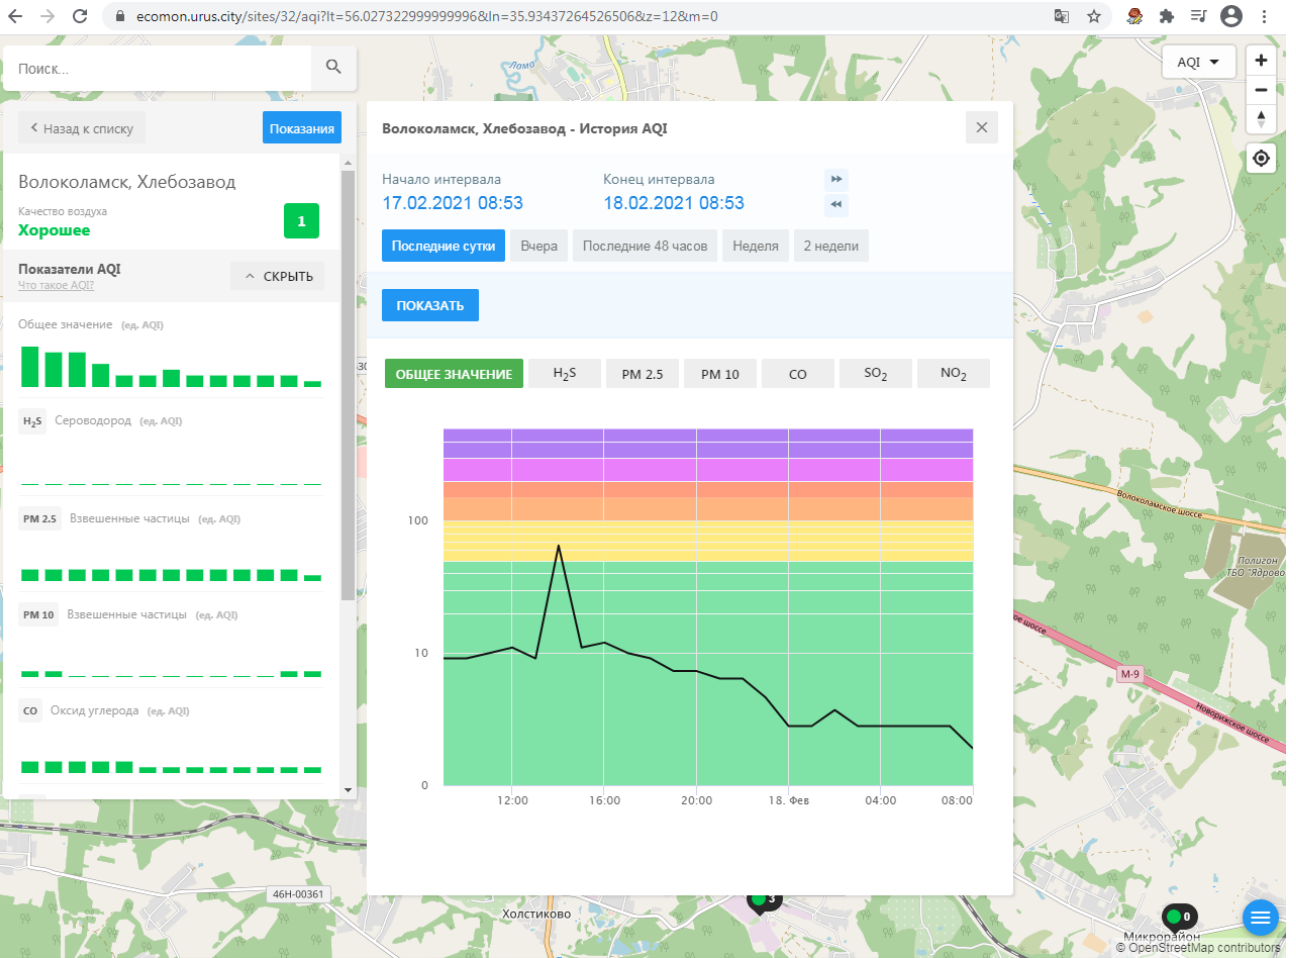 ecomon.urus.city/sites/32/aqi?lt=56.027322999999996&ln=35.93437264526506&z=12&m=0
Поиск...
Лама
AQI
Назад к списку
Показания
Волоколамск, Хлебозавод - История AQI
Волоколамск, Хлебозавод
Качество воздуха
Хорошее
1
Показатели AQI
Что такое AQI?
СКРЫТЬ
Начало интервала
Конец интервала
17.02.2021 08:53
18.02.2021 08:53
Последние сутки
Вчера
Последние 48 часов
Неделя
2 недели
ПОКАЗАТЬ
Общее значение (ед. AQI)
H2S Сероводород (ед. AQI)
PM 2.5 Взвешенные частицы (ед. AQI)
PM 10 Взвешенные частицы (ед. AQI)
CO Оксид углерода (ед. AQI)
ОБЩЕЕ ЗНАЧЕНИЕ
H2S
PM 2.5
PM 10
CO
SO2
NO2
100
10
0
12:00
16:00
20:00
18. Фев
04:00
08:00
Волоколамское шоссе
Полигон
ТБО "Ядрово
М-9
Новорижское шоссе
46Н-00361
Холстиково
3
0
Микрорайон
© OpenStreetMap contributors